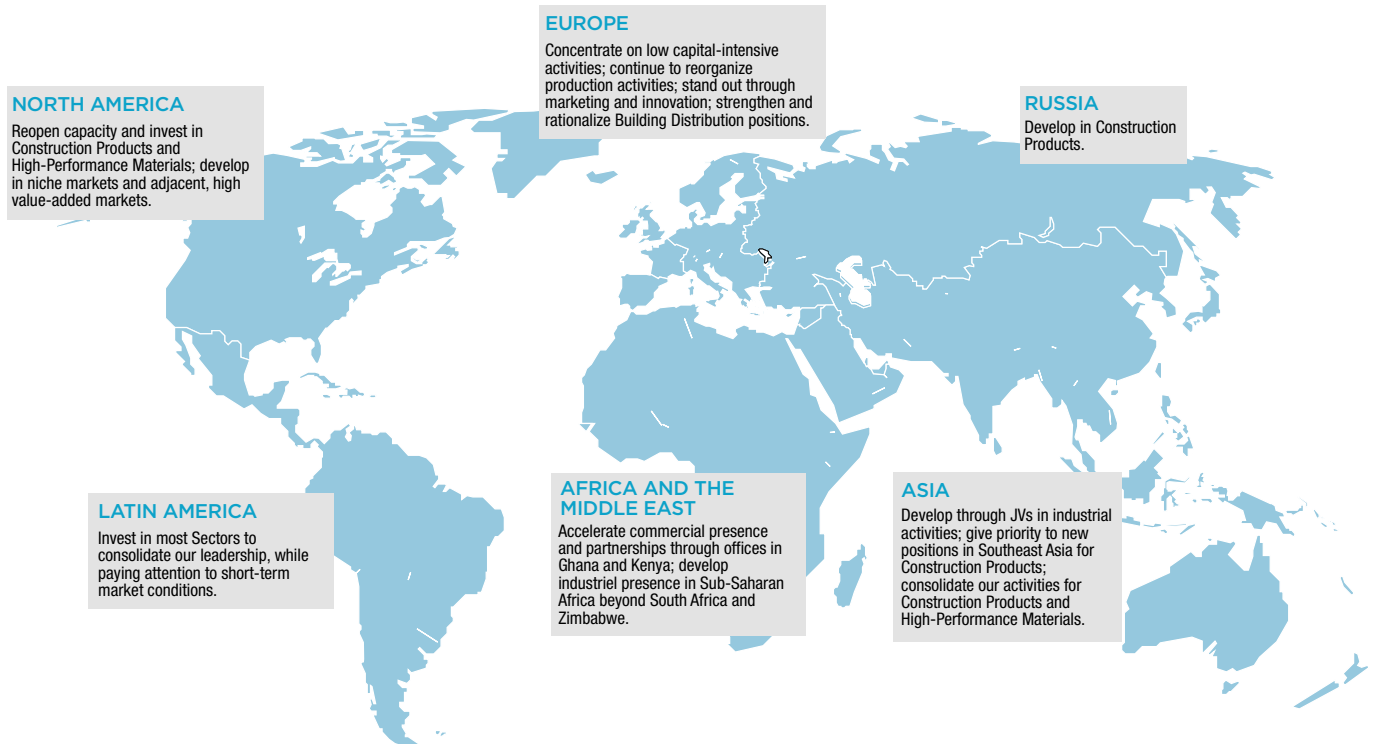 EUROPE
Concentrate on low capital-intensive
activities; continue to reorganize
production activities; stand out through
marketing and innovation; strengthen and
rationalize Building Distribution positions.
NORTH AMERICA
Reopen capacity and invest in
Construction Products and
High-Performance Materials; develop
in niche markets and adjacent, high
value-added markets.
RUSSIA
Develop in Construction
Products.
LATIN AMERICA
Invest in most Sectors to
consolidate our leadership, while
paying attention to short-term
market conditions.
AFRICA AND THE
MIDDLE EAST
Accelerate commercial presence
and partnerships through offices in
Ghana and Kenya; develop
industriel presence in Sub-Saharan
Africa beyond South Africa and
Zimbabwe.
ASIA
Develop through JVs in industrial
activities; give priority to new
positions in Southeast Asia for
Construction Products;
consolidate our activities for
Construction Products and
High-Performance Materials.